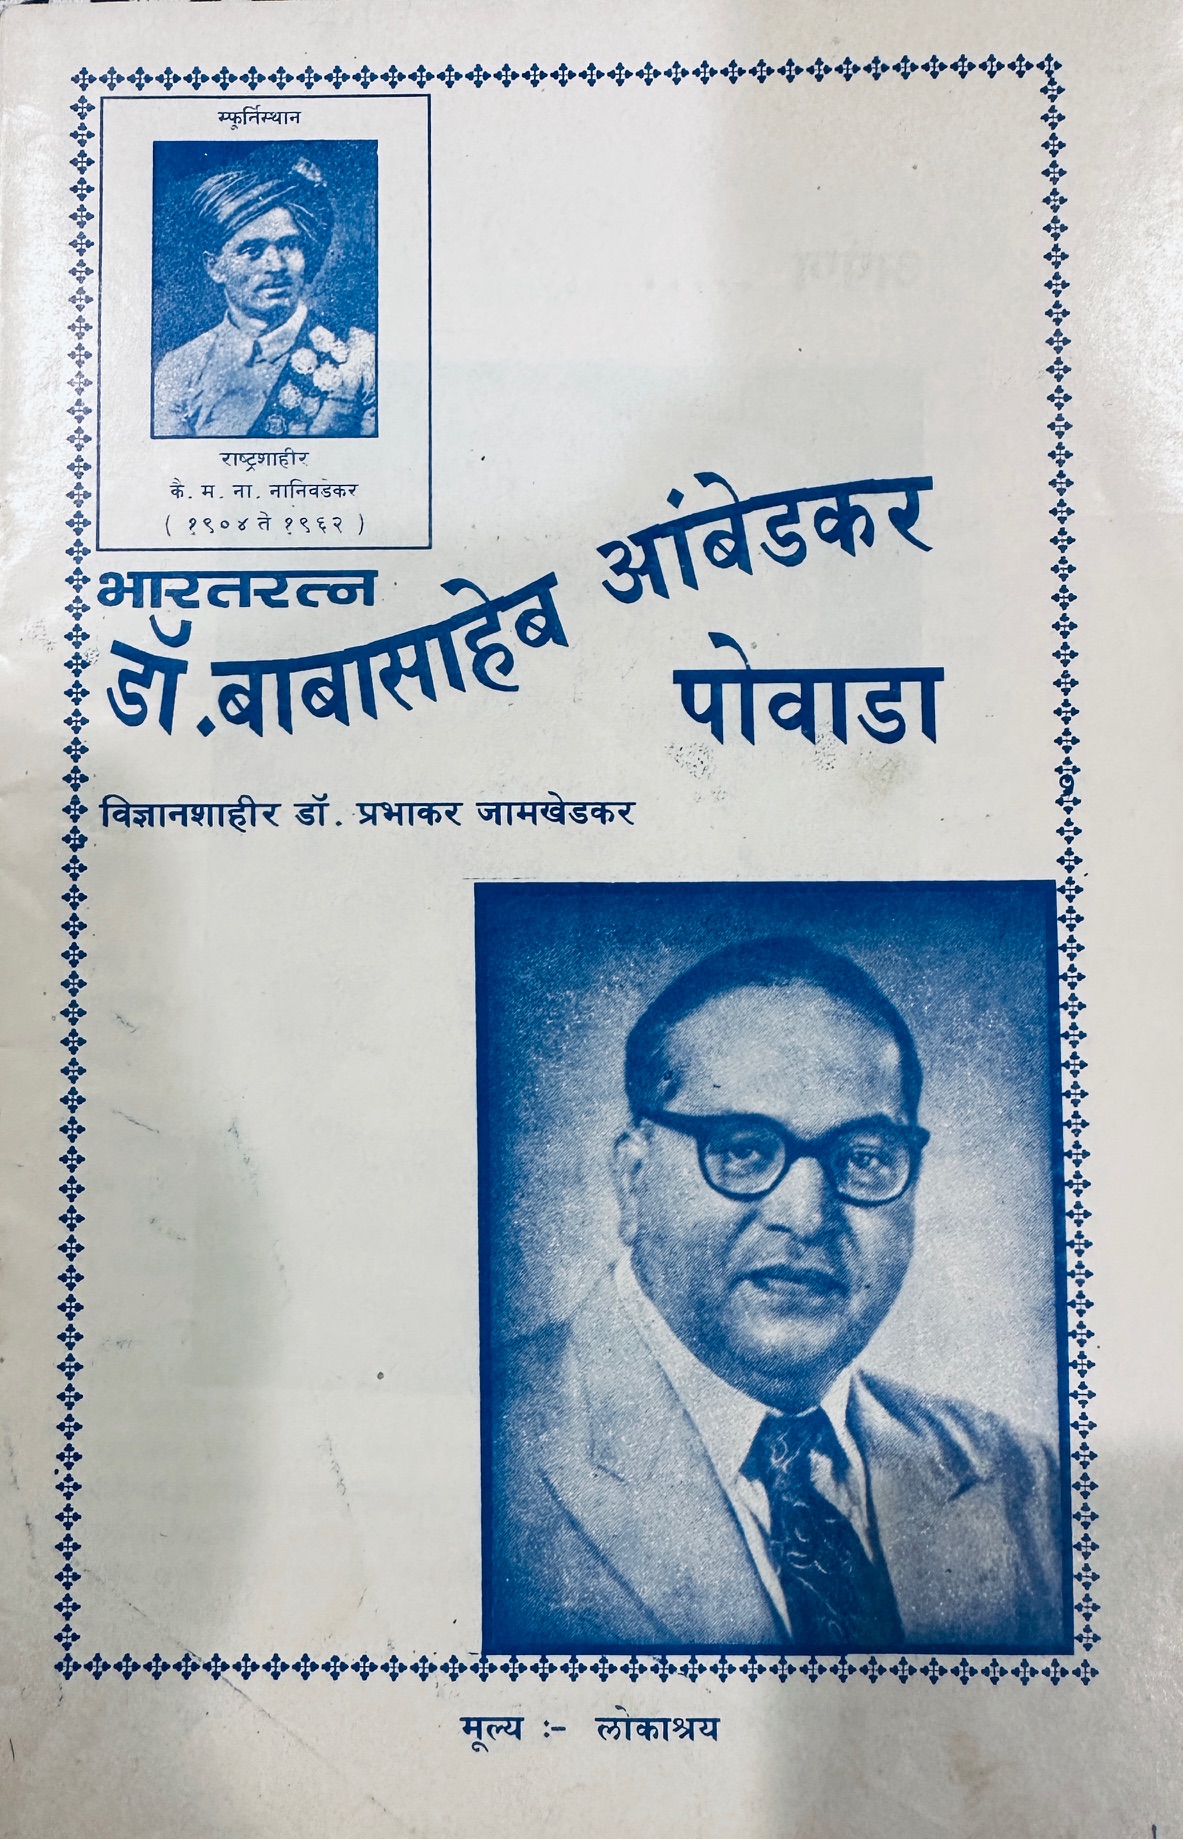 स्फूर्तिस्थान
राष्ट्रशाहीर
कै. म. ना. नानिवडेकर
( १९०४ ते १९६२ )
भारतरत्न
डॉ. बाबासाहेब आंबेडकर
पोवाडा
विज्ञानशाहीर डॉ. प्रभाकर जामखेडकर
मूल्य :- लोकाश्रय